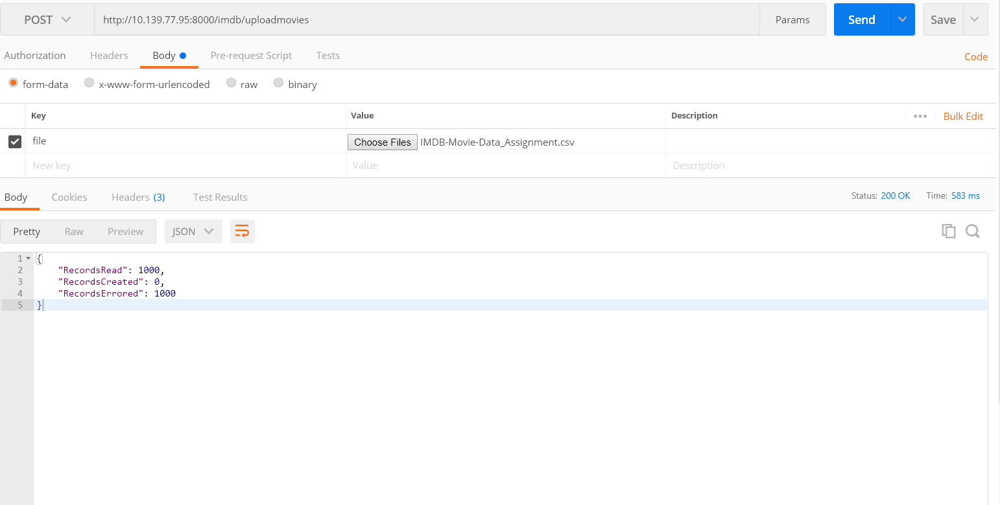 POST http://10.139.77.95:8000/imdb/uploadmovies Params Send Save
Authorization Headers Body Pre-request Script Tests Code
form-data x-www-form-urlencoded raw binary
Key Value Description ••• Bulk Edit
file Choose Files IMDB-Movie-Data_Assignment.csv
New key Value Description
Body Cookies Headers (3) Test Results Status: 200 OK Time: 583 ms
Pretty Raw Preview JSON
1 {
2 "RecordsRead": 1000,
3 "RecordsCreated": 0,
4 "RecordsErrored": 1000
5 }